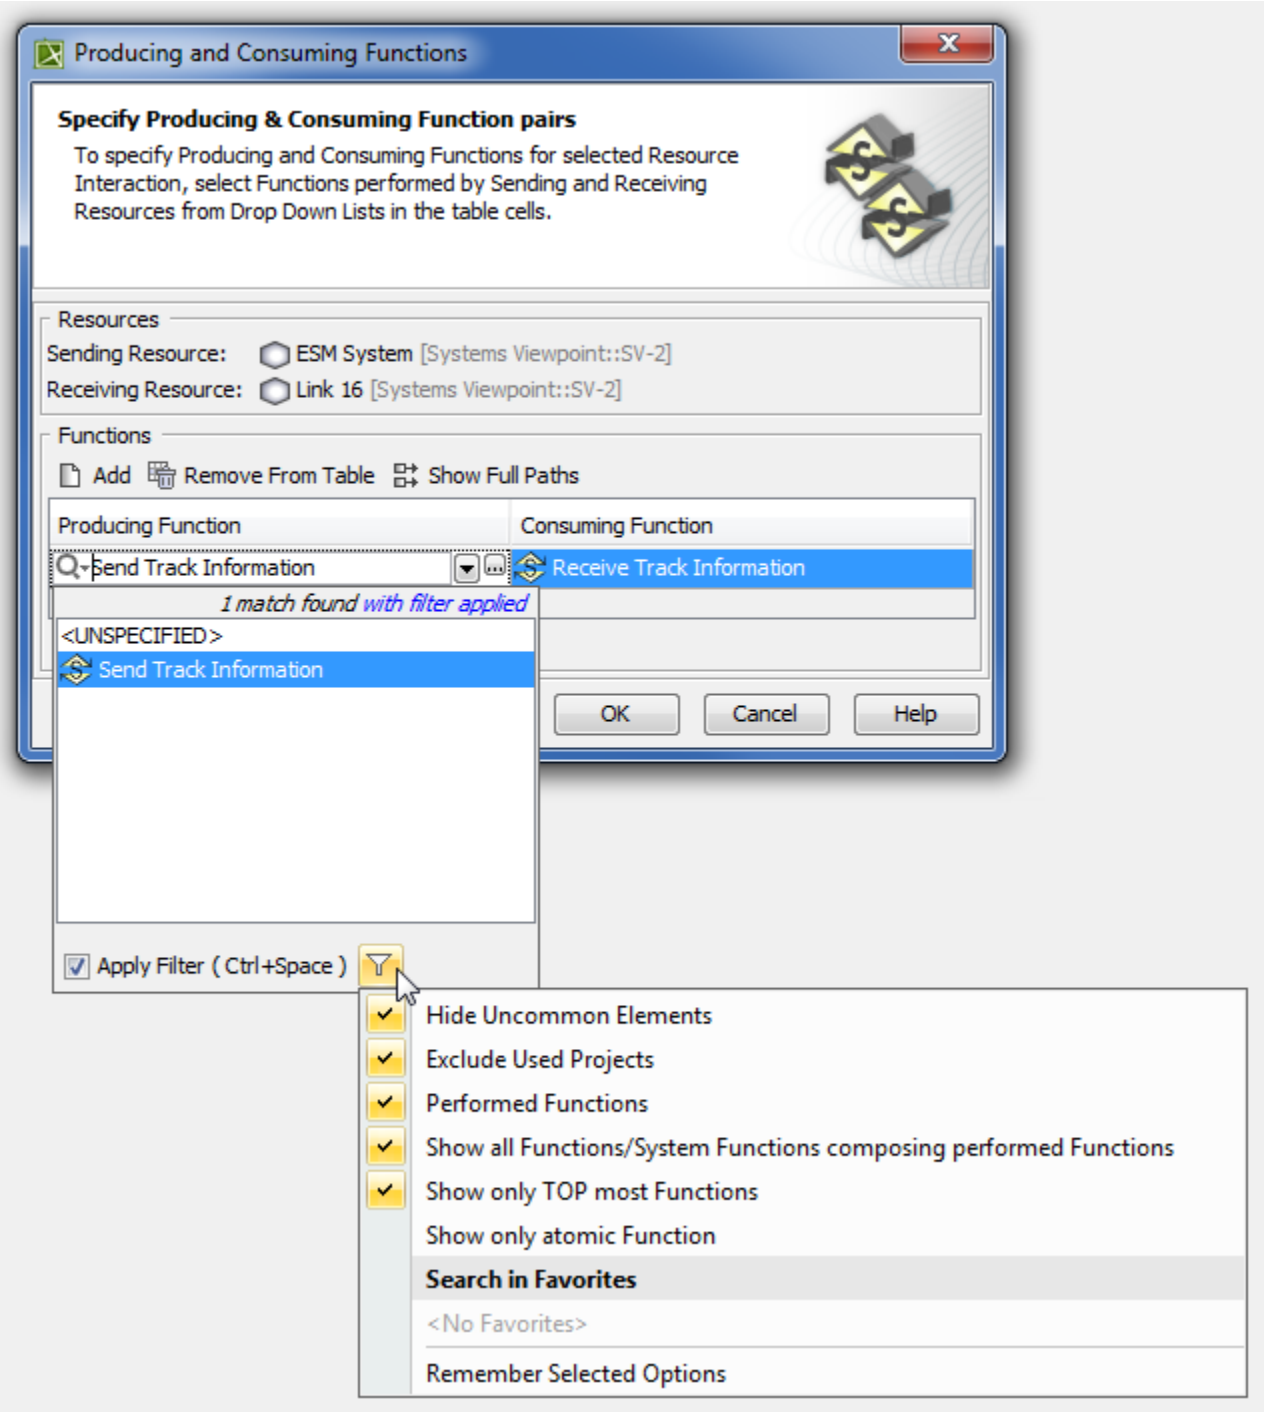 Producing and Consuming Functions
x
Specify Producing & Consuming Function pairs
To specify Producing and Consuming Functions for selected Resource
Interaction, select Functions performed by Sending and Receiving
Resources from Drop Down Lists in the table cells.
S
S
Resources
Sending Resource: ESM System [Systems Viewpoint::SV-2]
Receiving Resource: Link 16 [Systems Viewpoint::SV-2]
Functions
Add Remove From Table Show Full Paths
Producing Function Consuming Function
Send Track Information ... S Receive Track Information
1 match found with filter applied
<UNSPECIFIED>
S Send Track Information
OK Cancel Help
Apply Filter ( Ctrl+Space )
Hide Uncommon Elements
Exclude Used Projects
Performed Functions
Show all Functions/System Functions composing performed Functions
Show only TOP most Functions
Show only atomic Function
Search in Favorites
<No Favorites>
Remember Selected Options